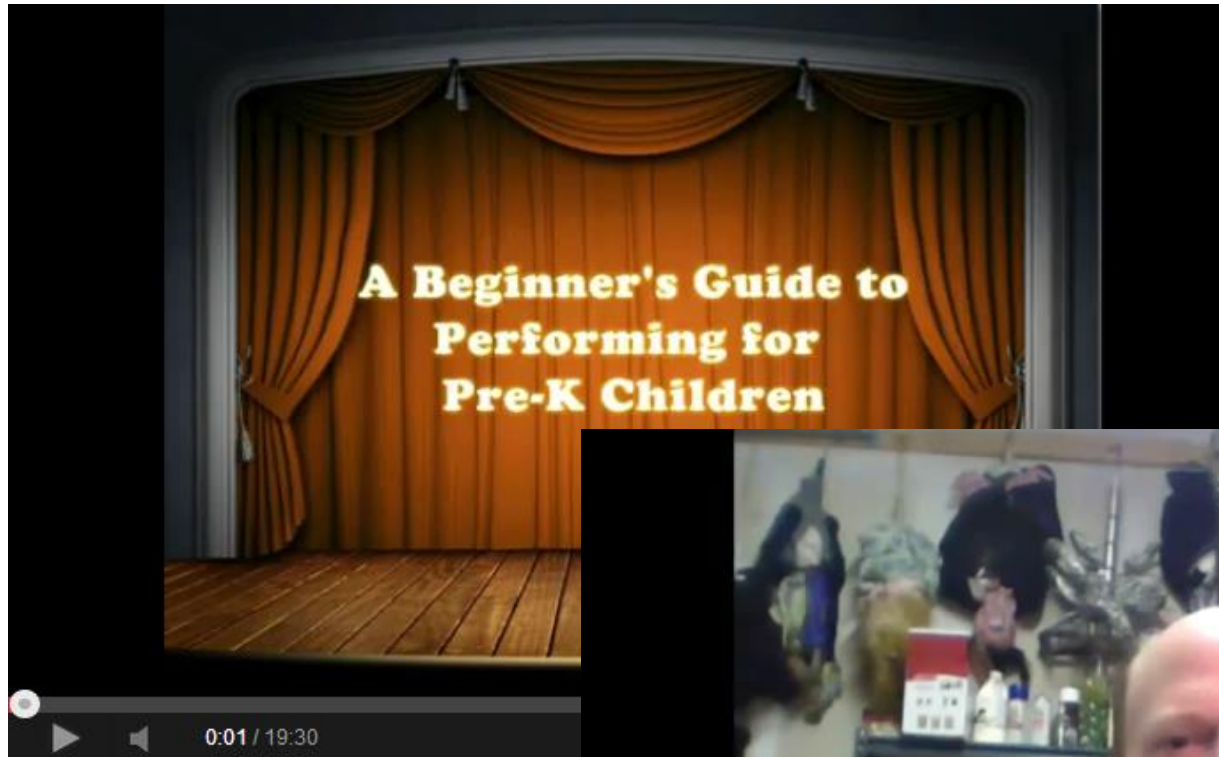 A Beginner's Guide to
Performing for
Pre-K Children
0:01 / 19:30